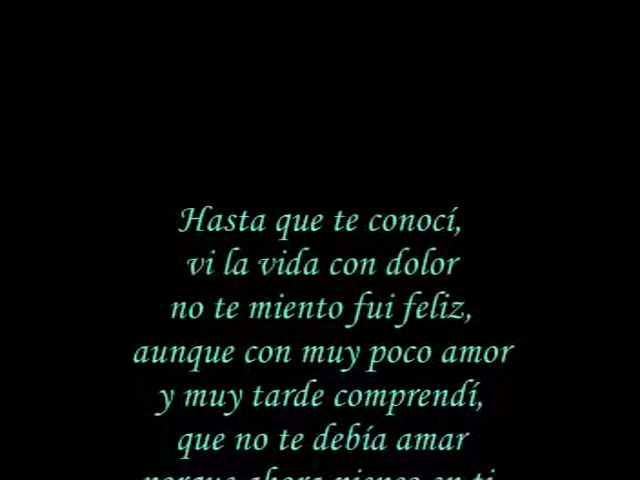 Hasta que te conocí,
vi la vida con dolor
no te miento fui feliz,
aunque con muy poco amor
y muy tarde comprendí,
que no te debía amar
porque ahora pienso en ti